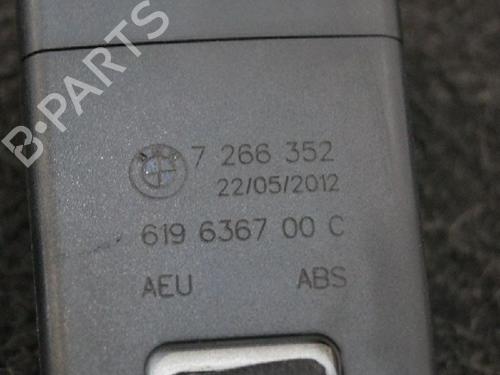 B-PARTS
7 266 352
22/05/2012
619 6367 00 C
AEU ABS